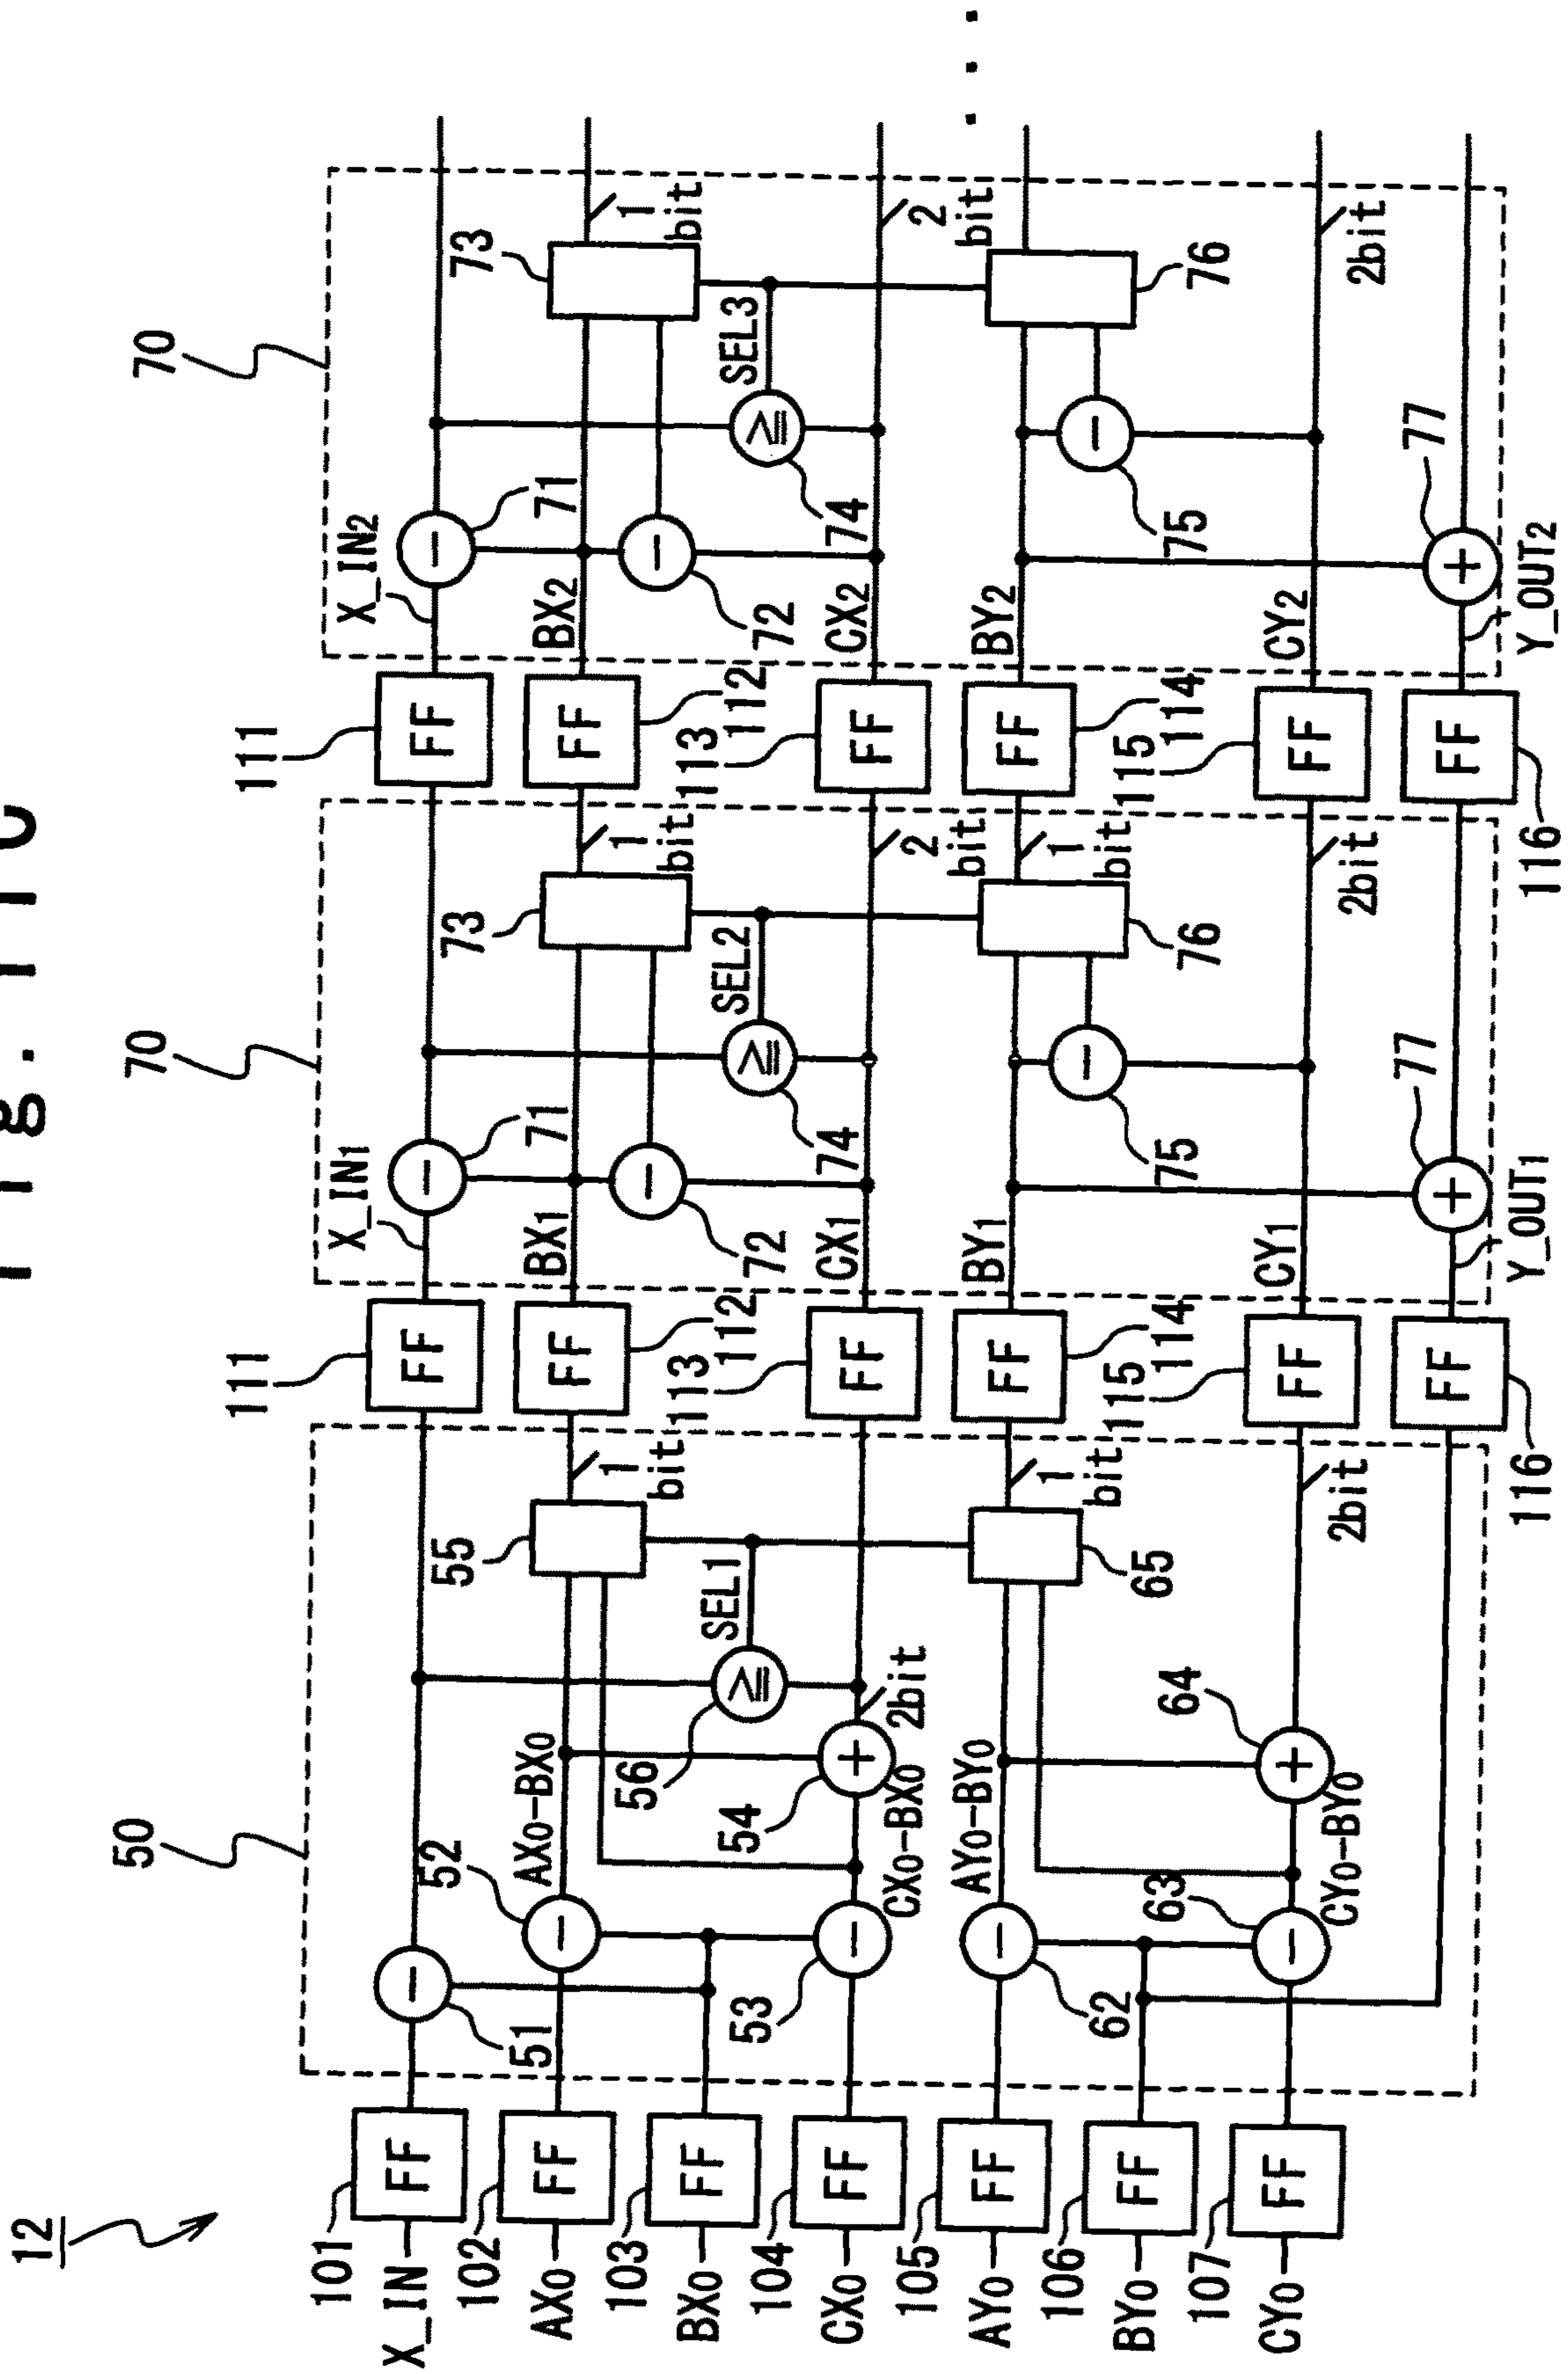 12
X_IN
AX0
BX0
CX0
AY0
BY0
CY0
101
102
103
104
105
106
107
FF
FF
FF
FF
FF
FF
FF
50
51
52
53
54
55
56
AX0-BX0
CX0-BX0
2bit
SEL1
1
bit
62
63
64
65
AY0-BY0
CY0-BY0
1
bit
2bit
111
112
113
114
115
116
FF
FF
FF
FF
FF
FF
70
X_IN1
BX1
CX1
BY1
CY1
Y_OUT1
71
72
73
74
75
76
77
SEL2
1
bit
2
bit
1
bit
2bit
111
112
113
114
115
116
FF
FF
FF
FF
FF
FF
70
X_IN2
BX2
CX2
BY2
CY2
Y_OUT2
71
72
73
74
75
76
77
SEL3
1
bit
2
bit
2bit